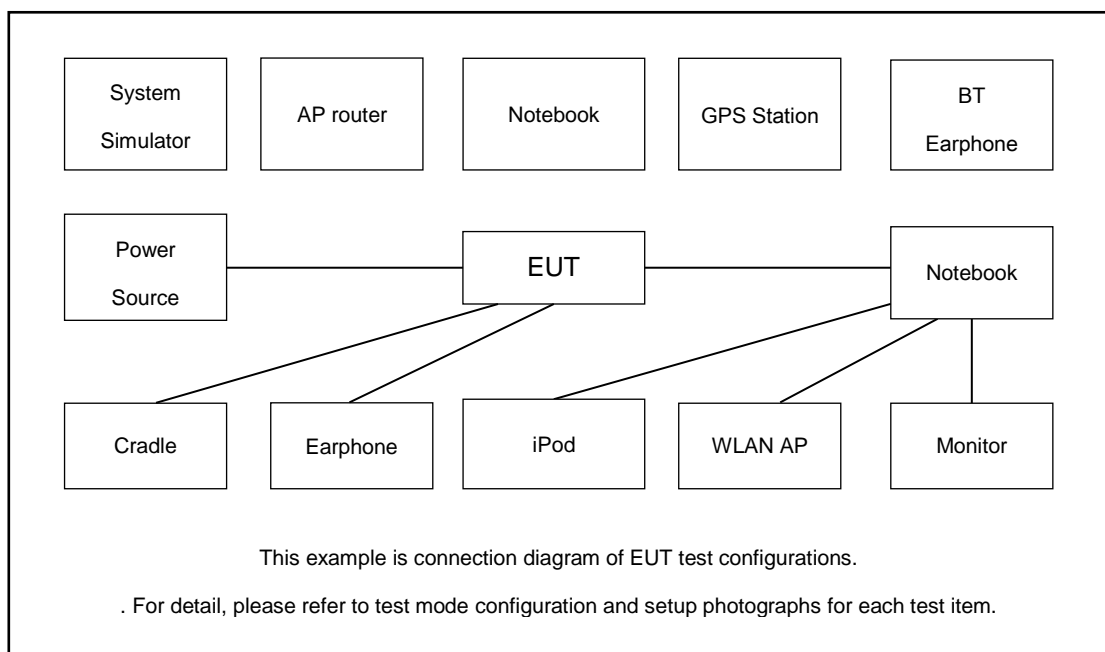 System
Simulator
AP router
Notebook
GPS Station
BT
Earphone
Power
Source
EUT
Notebook
Cradle
Earphone
iPod
WLAN AP
Monitor
This example is connection diagram of EUT test configurations.
. For detail, please refer to test mode configuration and setup photographs for each test item.